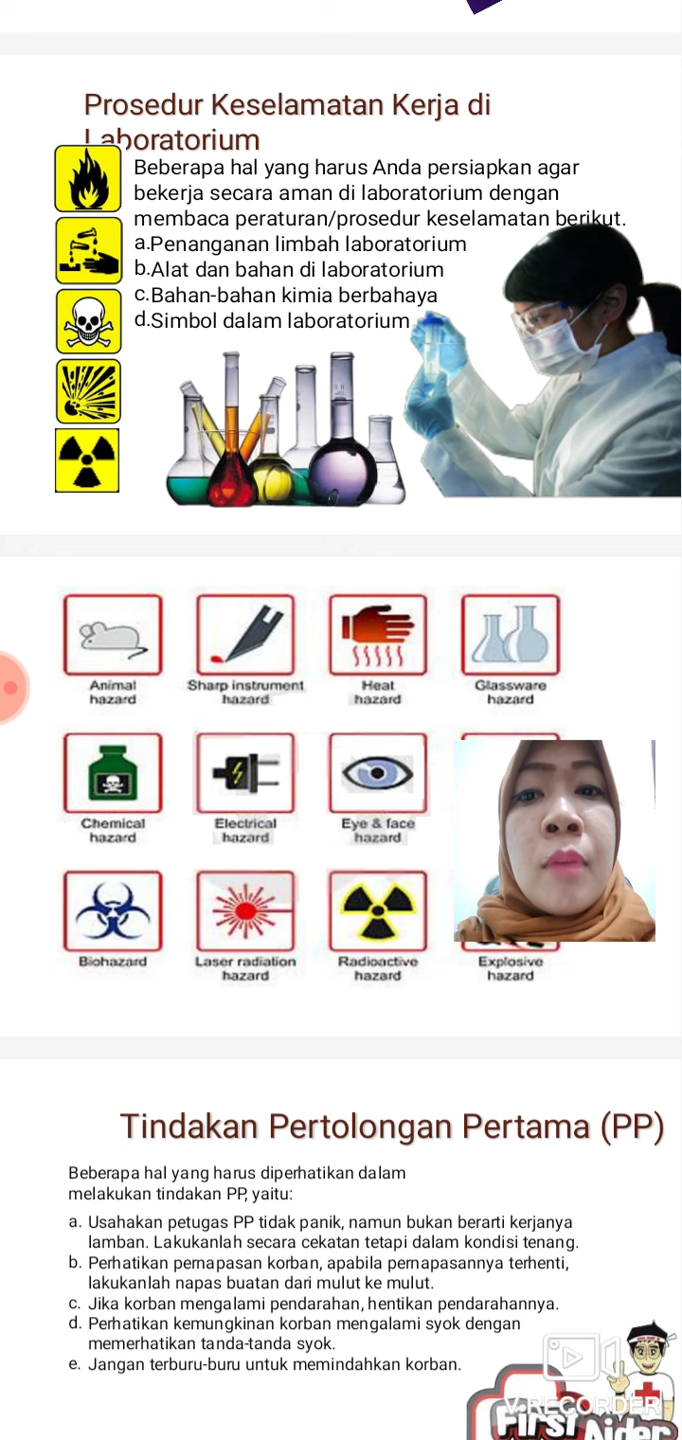 Prosedur Keselamatan Kerja di
Laboratorium
Beberapa hal yang harus Anda persiapkan agar
bekerja secara aman di laboratorium dengan
membaca peraturan/prosedur keselamatan berikut.
a.Penanganan limbah laboratorium
b.Alat dan bahan di laboratorium
c.Bahan-bahan kimia berbahaya
d.Simbol dalam laboratorium
Animal hazard
Sharp instrument hazard
Heat hazard
Glassware hazard
Chemical hazard
Electrical hazard
Eye & face hazard
Biohazard
Laser radiation hazard
Radioactive hazard
Explosive hazard
Tindakan Pertolongan Pertama (PP)
Beberapa hal yang harus diperhatikan dalam
melakukan tindakan PP, yaitu:
a. Usahakan petugas PP tidak panik, namun bukan berarti kerjanya
lamban. Lakukanlah secara cekatan tetapi dalam kondisi tenang.
b. Perhatikan pernapasan korban, apabila pernapasannya terhenti,
lakukanlah napas buatan dari mulut ke mulut.
c. Jika korban mengalami pendarahan, hentikan pendarahannya.
d. Perhatikan kemungkinan korban mengalami syok dengan
memerhatikan tanda-tanda syok.
e. Jangan terburu-buru untuk memindahkan korban.
V RECORDER
First Aider